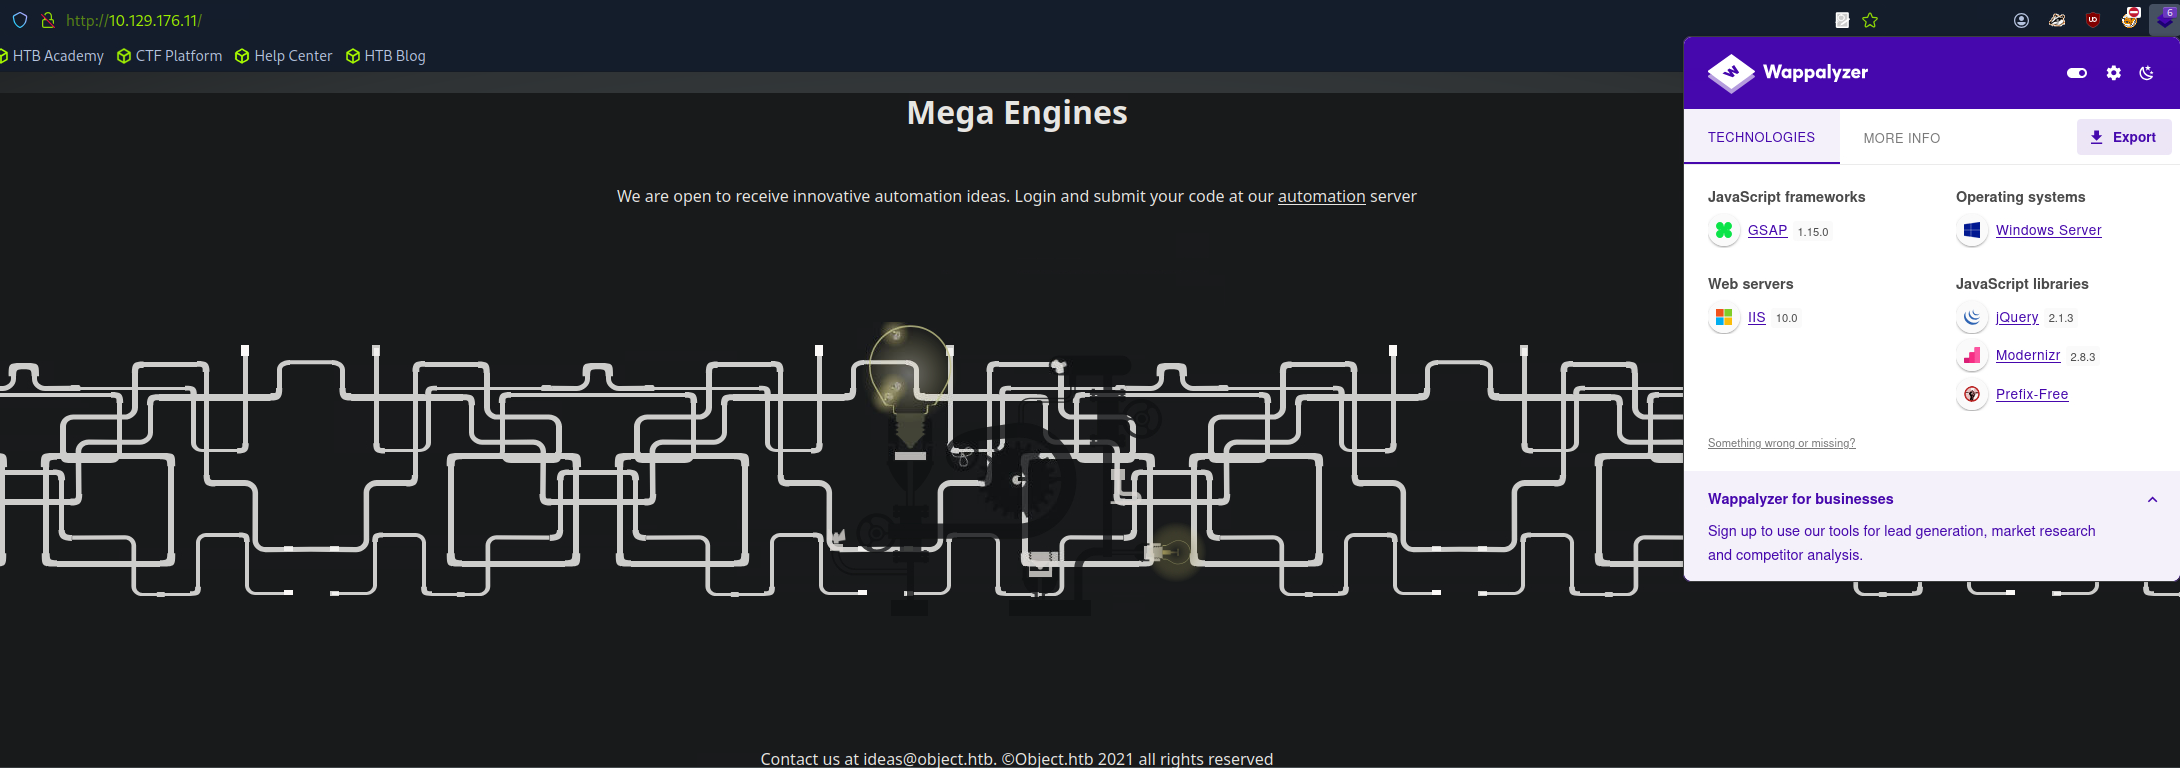 http://10.129.176.11/
HTB Academy CTF Platform Help Center HTB Blog
Mega Engines
We are open to receive innovative automation ideas. Login and submit your code at our automation server
Contact us at ideas@object.htb. ©Object.htb 2021 all rights reserved
6
Wappalyzer
TECHNOLOGIES MORE INFO Export
JavaScript frameworks
GSAP 1.15.0
Web servers
IIS 10.0
Operating systems
Windows Server
JavaScript libraries
jQuery 2.1.3
Modernizr 2.8.3
Prefix-Free
Something wrong or missing?
Wappalyzer for businesses
Sign up to use our tools for lead generation, market research
and competitor analysis.